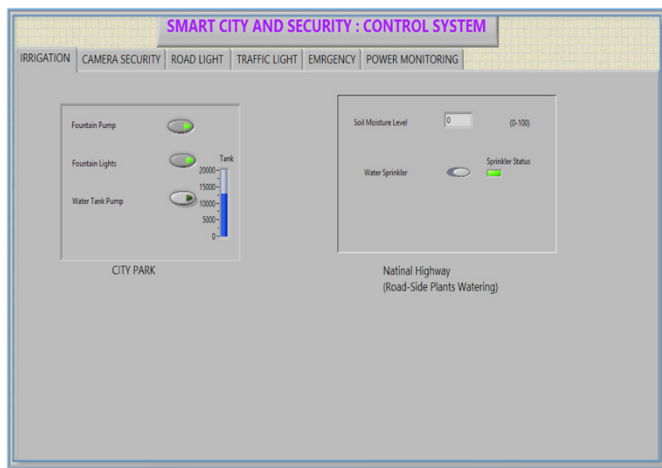 SMART CITY AND SECURITY : CONTROL SYSTEM
IRRIGATION CAMERA SECURITY ROAD LIGHT TRAFFIC LIGHT EMRGENCY POWER MONITORING
Fountain Pump
Fountain Lights
Water Tank Pump
Tank
20000
15000
10000
5000
0
CITY PARK
Soil Moisture Level 0 (0-100)
Water Sprinkler
Sprinkler Status
Natinal Highway
(Road-Side Plants Watering)